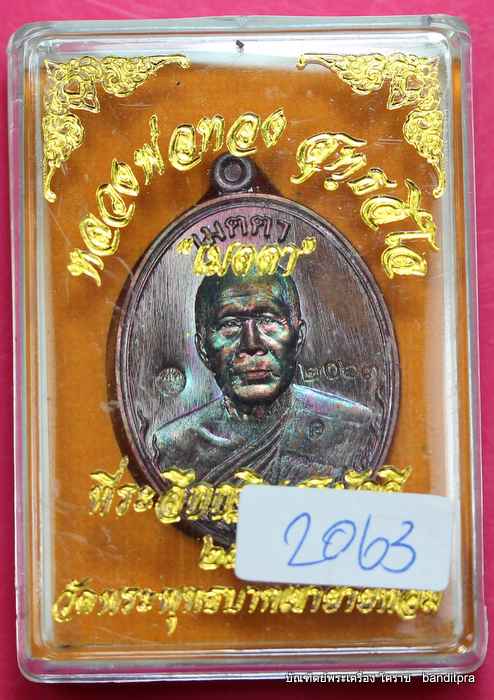 หลวงพ่อทอง สุทธสีโล
เมตตา
"เมตตา"
๒๐๖๓
ที่ระลึก
2063
วัดพระพุทธบาทเขายายหอม
บัณฑิตย์พระเครื่อง โคราช banditpra